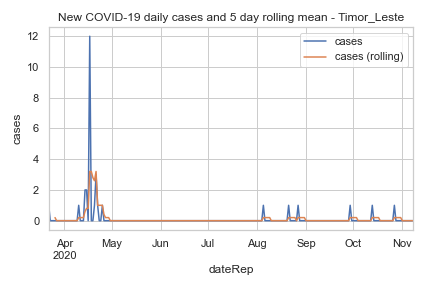 New COVID-19 daily cases and 5 day rolling mean - Timor_Leste
cases
cases (rolling)
cases
12
10
8
6
4
2
0
Apr May Jun Jul Aug Sep Oct Nov
2020
dateRep